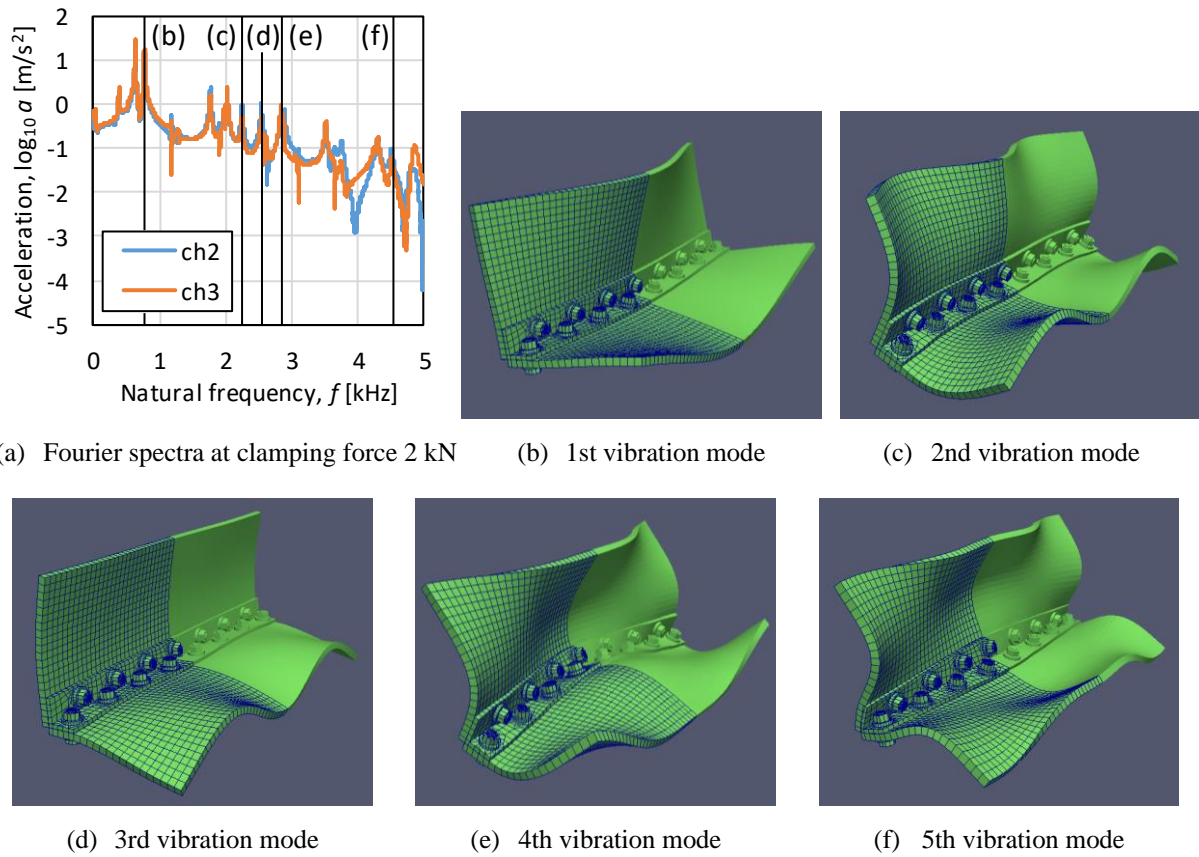 2
1
0
-1
-2
-3
-4
-5
Acceleration, log₁₀ a [m/s²]
(b) (c) (d) (e) (f)
ch2
ch3
0 1 2 3 4 5
Natural frequency, f [kHz]
a) Fourier spectra at clamping force 2 kN
(b) 1st vibration mode
(c) 2nd vibration mode
(d) 3rd vibration mode
(e) 4th vibration mode
(f) 5th vibration mode